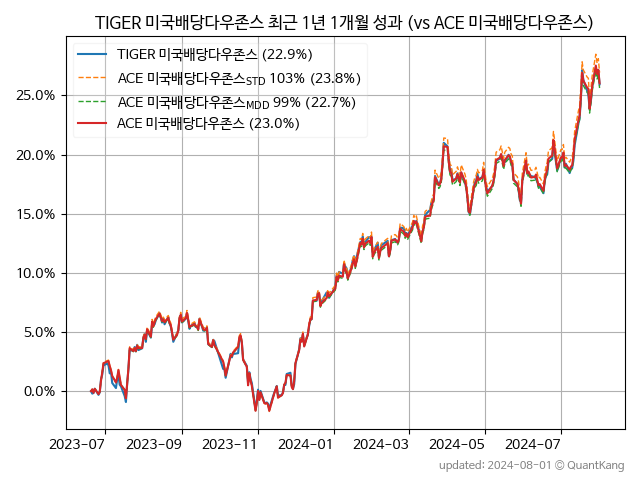 TIGER 미국배당다우존스 최근 1년 1개월 성과 (vs ACE 미국배당다우존스)
TIGER 미국배당다우존스 (22.9%)
ACE 미국배당다우존스STD 103% (23.8%)
ACE 미국배당다우존스MDD 99% (22.7%)
ACE 미국배당다우존스 (23.0%)
25.0%
20.0%
15.0%
10.0%
5.0%
0.0%
2023-07 2023-09 2023-11 2024-01 2024-03 2024-05 2024-07
updated: 2024-08-01 © QuantKang